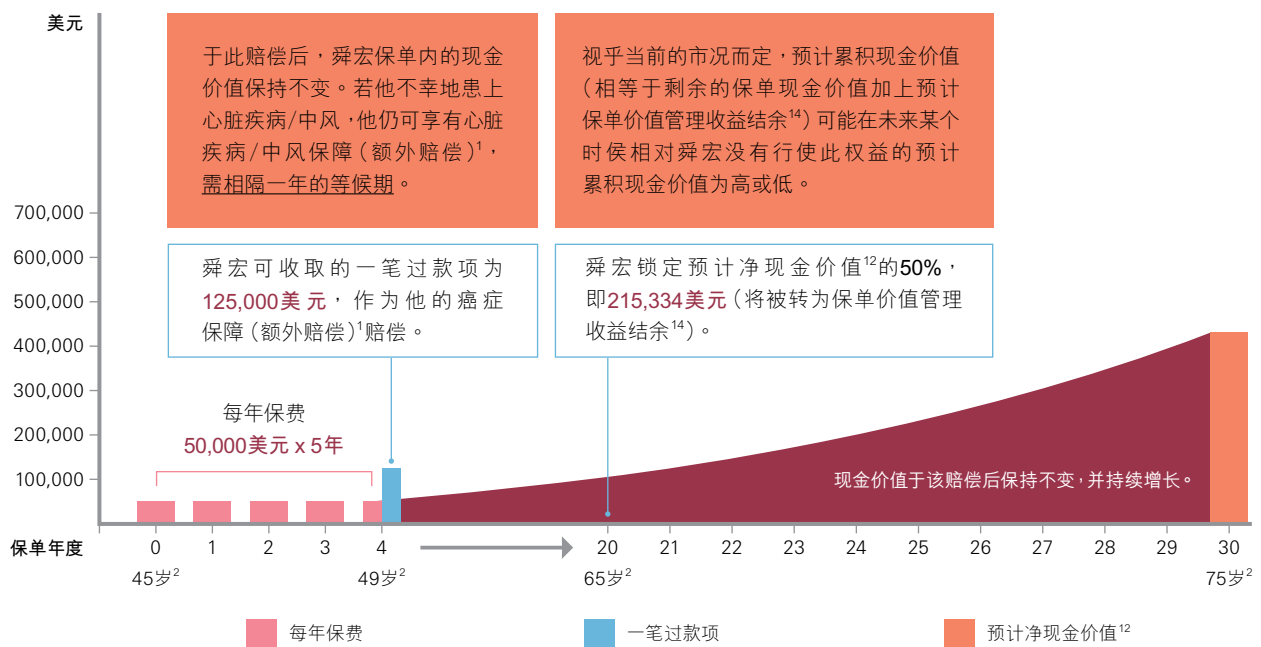 美元
于此赔偿后，舜宏保单内的现金
价值保持不变。若他不幸地患上
心脏疾病/中风，他仍可享有心脏
疾病/中风保障（额外赔偿）¹，
需相隔一年的等候期。
视乎当前的市况而定，预计累积现金价值
（相等于剩余的保单现金价值加上预计
保单价值管理收益结余¹⁴）可能在未来某个
时侯相对舜宏没有行使此权益的预计
累积现金价值为高或低。
舜宏可收取的一笔过款项为
125,000美元，作为他的癌症
保障（额外赔偿）¹赔偿。
舜宏锁定预计净现金价值¹²的50%，
即215,334美元（将被转为保单价值管理
收益结余¹⁴）。
700,000
600,000
500,000
400,000
300,000
200,000
100,000
每年保费
50,000美元 x 5年
现金价值于该赔偿后保持不变，并持续增长。
保单年度 0 1 2 3 4 20 21 22 23 24 25 26 27 28 29 30
45岁² 49岁² 65岁² 75岁²
每年保费 一笔过款项 预计净现金价值¹²